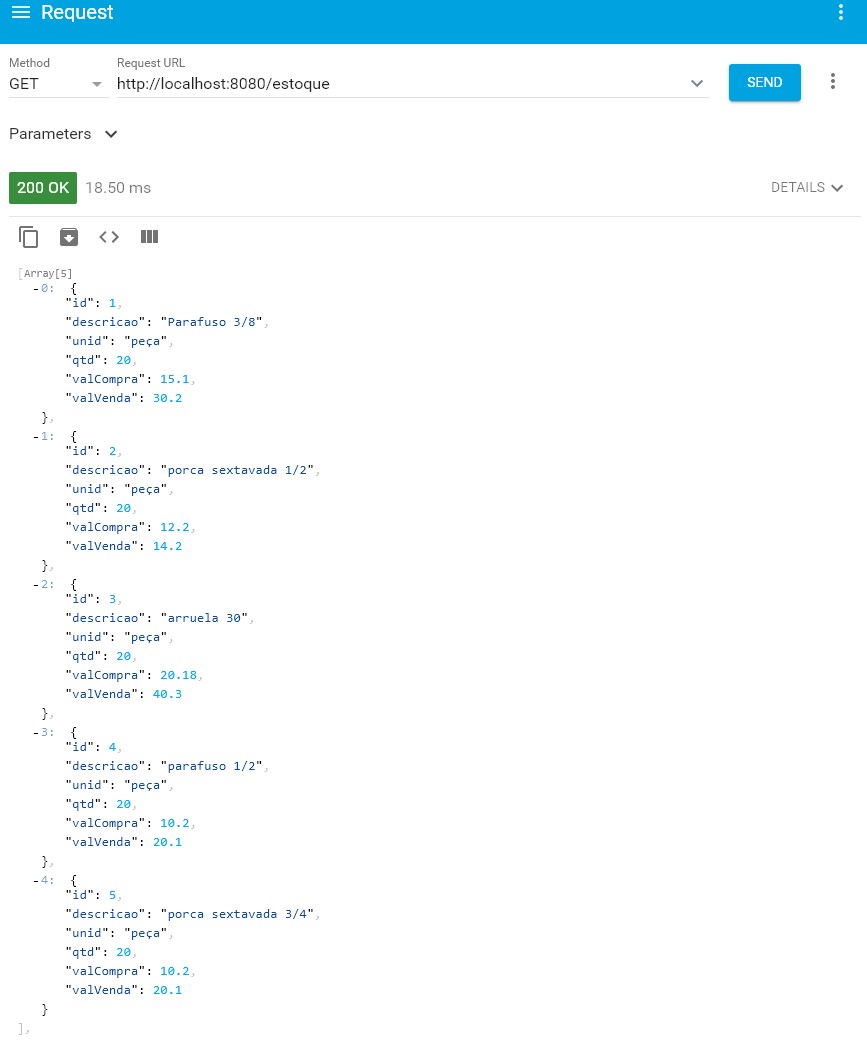 Request
Method
Request URL
GET
http://localhost:8080/estoque
SEND
Parameters
200 OK
18.50 ms
DETAILS
[Array[5]
-0: {
"id": 1,
"descricao": "Parafuso 3/8",
"unid": "peça",
"qtd": 20,
"valCompra": 15.1,
"valVenda": 30.2
},
-1: {
"id": 2,
"descricao": "porca sextavada 1/2",
"unid": "peça",
"qtd": 20,
"valCompra": 12.2,
"valVenda": 14.2
},
-2: {
"id": 3,
"descricao": "arruela 30",
"unid": "peça",
"qtd": 20,
"valCompra": 20.18,
"valVenda": 40.3
},
-3: {
"id": 4,
"descricao": "parafuso 1/2",
"unid": "peça",
"qtd": 20,
"valCompra": 10.2,
"valVenda": 20.1
},
-4: {
"id": 5,
"descricao": "porca sextavada 3/4",
"unid": "peça",
"qtd": 20,
"valCompra": 10.2,
"valVenda": 20.1
}
],